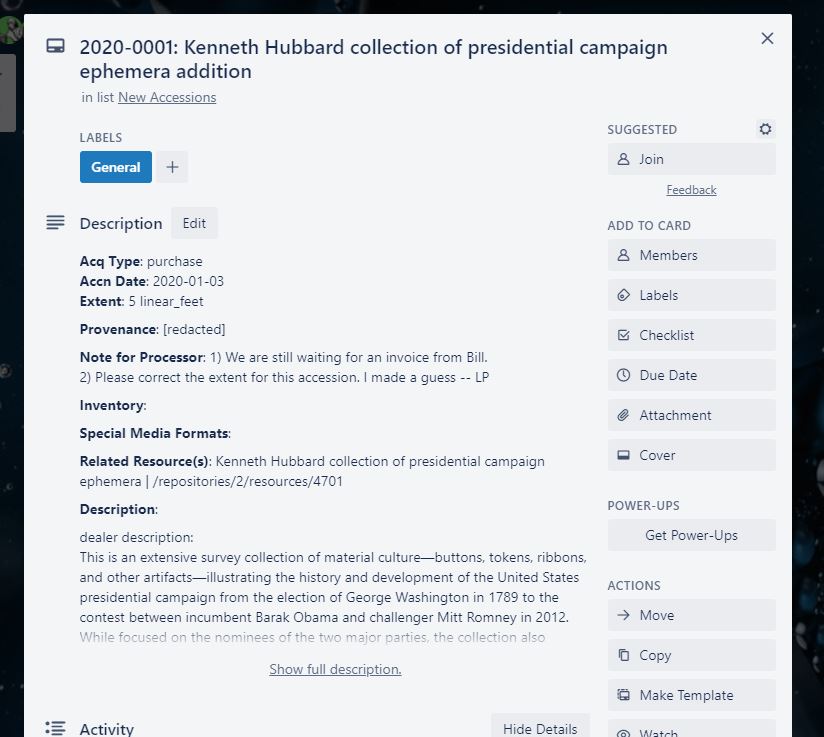 2020-0001: Kenneth Hubbard collection of presidential campaign
ephemera addition
in list New Accessions
LABELS
General
+
Description Edit
Acq Type: purchase
Accn Date: 2020-01-03
Extent: 5 linear_feet
Provenance: [redacted]
Note for Processor: 1) We are still waiting for an invoice from Bill.
2) Please correct the extent for this accession. I made a guess -- LP
Inventory:
Special Media Formats:
Related Resource(s): Kenneth Hubbard collection of presidential campaign
ephemera | /repositories/2/resources/4701
Description:
dealer description:
This is an extensive survey collection of material culture—buttons, tokens, ribbons,
and other artifacts—illustrating the history and development of the United States
presidential campaign from the election of George Washington in 1789 to the
contest between incumbent Barak Obama and challenger Mitt Romney in 2012.
While focused on the nominees of the two major parties, the collection also
Show full description.
Activity Hide Details
SUGGESTED
Join
Feedback
ADD TO CARD
Members
Labels
Checklist
Due Date
Attachment
Cover
POWER-UPS
Get Power-Ups
ACTIONS
Move
Copy
Make Template
Watch